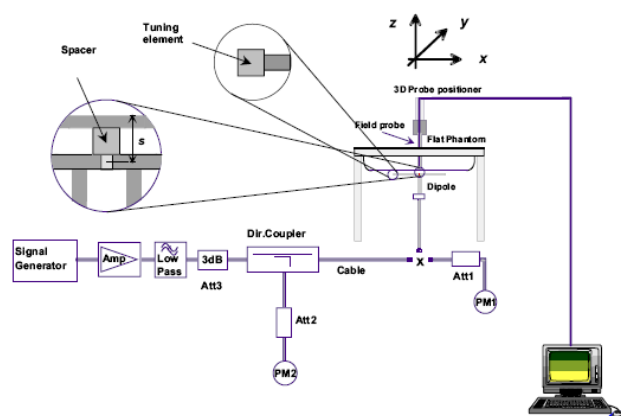 z
y
x
Tuning
element
Spacer
s
3D Probe positioner
Field probe
Flat Phantom
Dipole
Dir.Coupler
Signal
Generator
Amp
Low
Pass
3dB
Att3
Cable
x
Att1
PM1
Att2
PM2